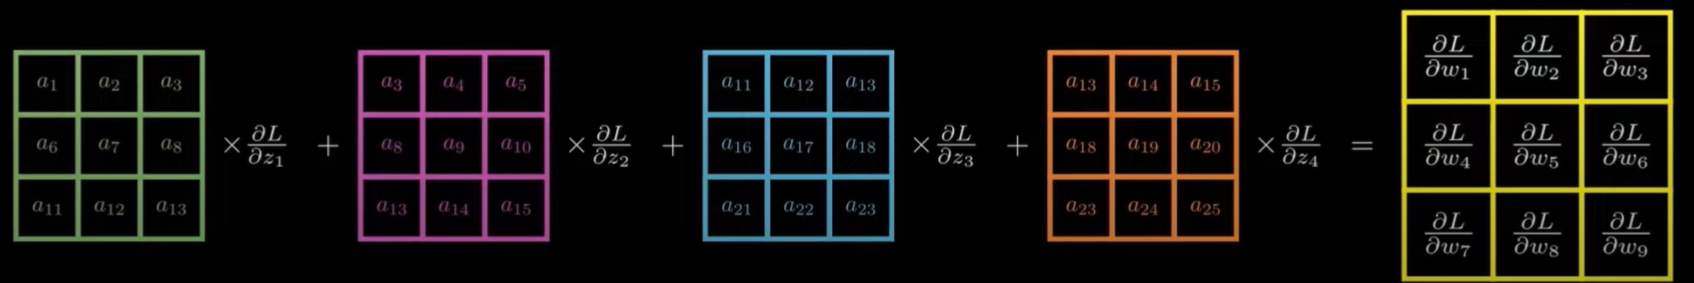 a₁ a₂ a₃
a₆ a₇ a₈
a₁₁ a₁₂ a₁₃
× ∂L/∂z₁ +
a₃ a₄ a₅
a₈ a₉ a₁₀
a₁₃ a₁₄ a₁₅
× ∂L/∂z₂ +
a₁₁ a₁₂ a₁₃
a₁₆ a₁₇ a₁₈
a₂₁ a₂₂ a₂₃
× ∂L/∂z₃ +
a₁₃ a₁₄ a₁₅
a₁₈ a₁₉ a₂₀
a₂₃ a₂₄ a₂₅
× ∂L/∂z₄ =
∂L/∂w₁ ∂L/∂w₂ ∂L/∂w₃
∂L/∂w₄ ∂L/∂w₅ ∂L/∂w₆
∂L/∂w₇ ∂L/∂w₈ ∂L/∂w₉